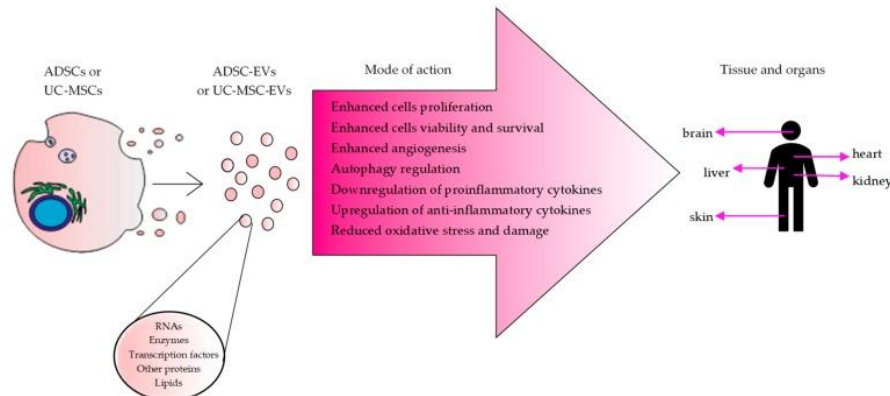 ADSCs or
UC-MSCs
ADSC-EVs
or UC-MSC-EVs
RNAs
Enzymes
Transcription factors
Other proteins
Lipids
Mode of action
Enhanced cells proliferation
Enhanced cells viability and survival
Enhanced angiogenesis
Autophagy regulation
Downregulation of proinflammatory cytokines
Upregulation of anti-inflammatory cytokines
Reduced oxidative stress and damage
Tissue and organs
brain
heart
liver
kidney
skin